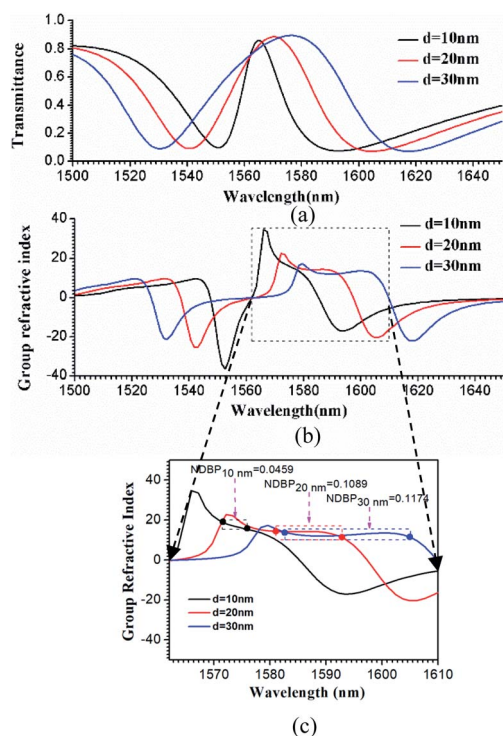 d=10nm
d=20nm
d=30nm
Transmittance
1.0
0.8
0.6
0.4
0.2
0.0
1500 1520 1540 1560 1580 1600 1620 1640
Wavelength(nm)
(a)
d=10nm
d=20nm
d=30nm
Group refractive index
40
20
0
-20
-40
1500 1520 1540 1560 1580 1600 1620 1640
Wavelength(nm)
(b)
NDBP10 nm=0.0459
NDBP20 nm=0.1089
NDBP30 nm=0.1174
Group Refractive Index
40
20
0
-20
-40
d=10nm
d=20nm
d=30nm
1570 1580 1590 1600 1610
Wavelength (nm)
(c)